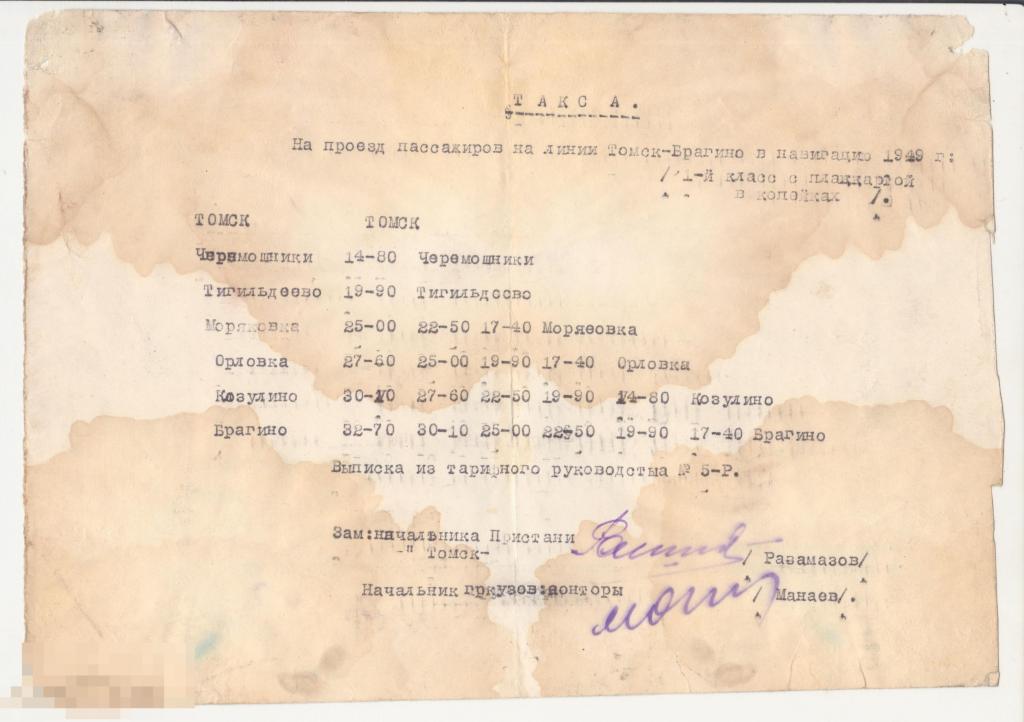 ТАКСА.
На проезд пассажиров на линии Томск-Брагино в навигацию 1949 г:
/ 1-й класс с плацкартой
в копейках /.
ТОМСК ТОМСК
Черемошники 14-80 Черемошники
Тигильдеево 19-90 Тигильдеево
Моряковка 25-00 22-50 17-40 Моряковка
Орловка 27-60 25-00 19-90 17-40 Орловка
Козулино 30-10 27-60 22-50 19-90 14-80 Козулино
Брагино 32-70 30-10 25-00 22-50 19-90 17-40 Брагино
Выписка из тарифного руководстыа № 5-Р.
Зам:начальника Пристани
-" Томск- / Разамазов/
Начальник гркузов:конторы / Манаев/.